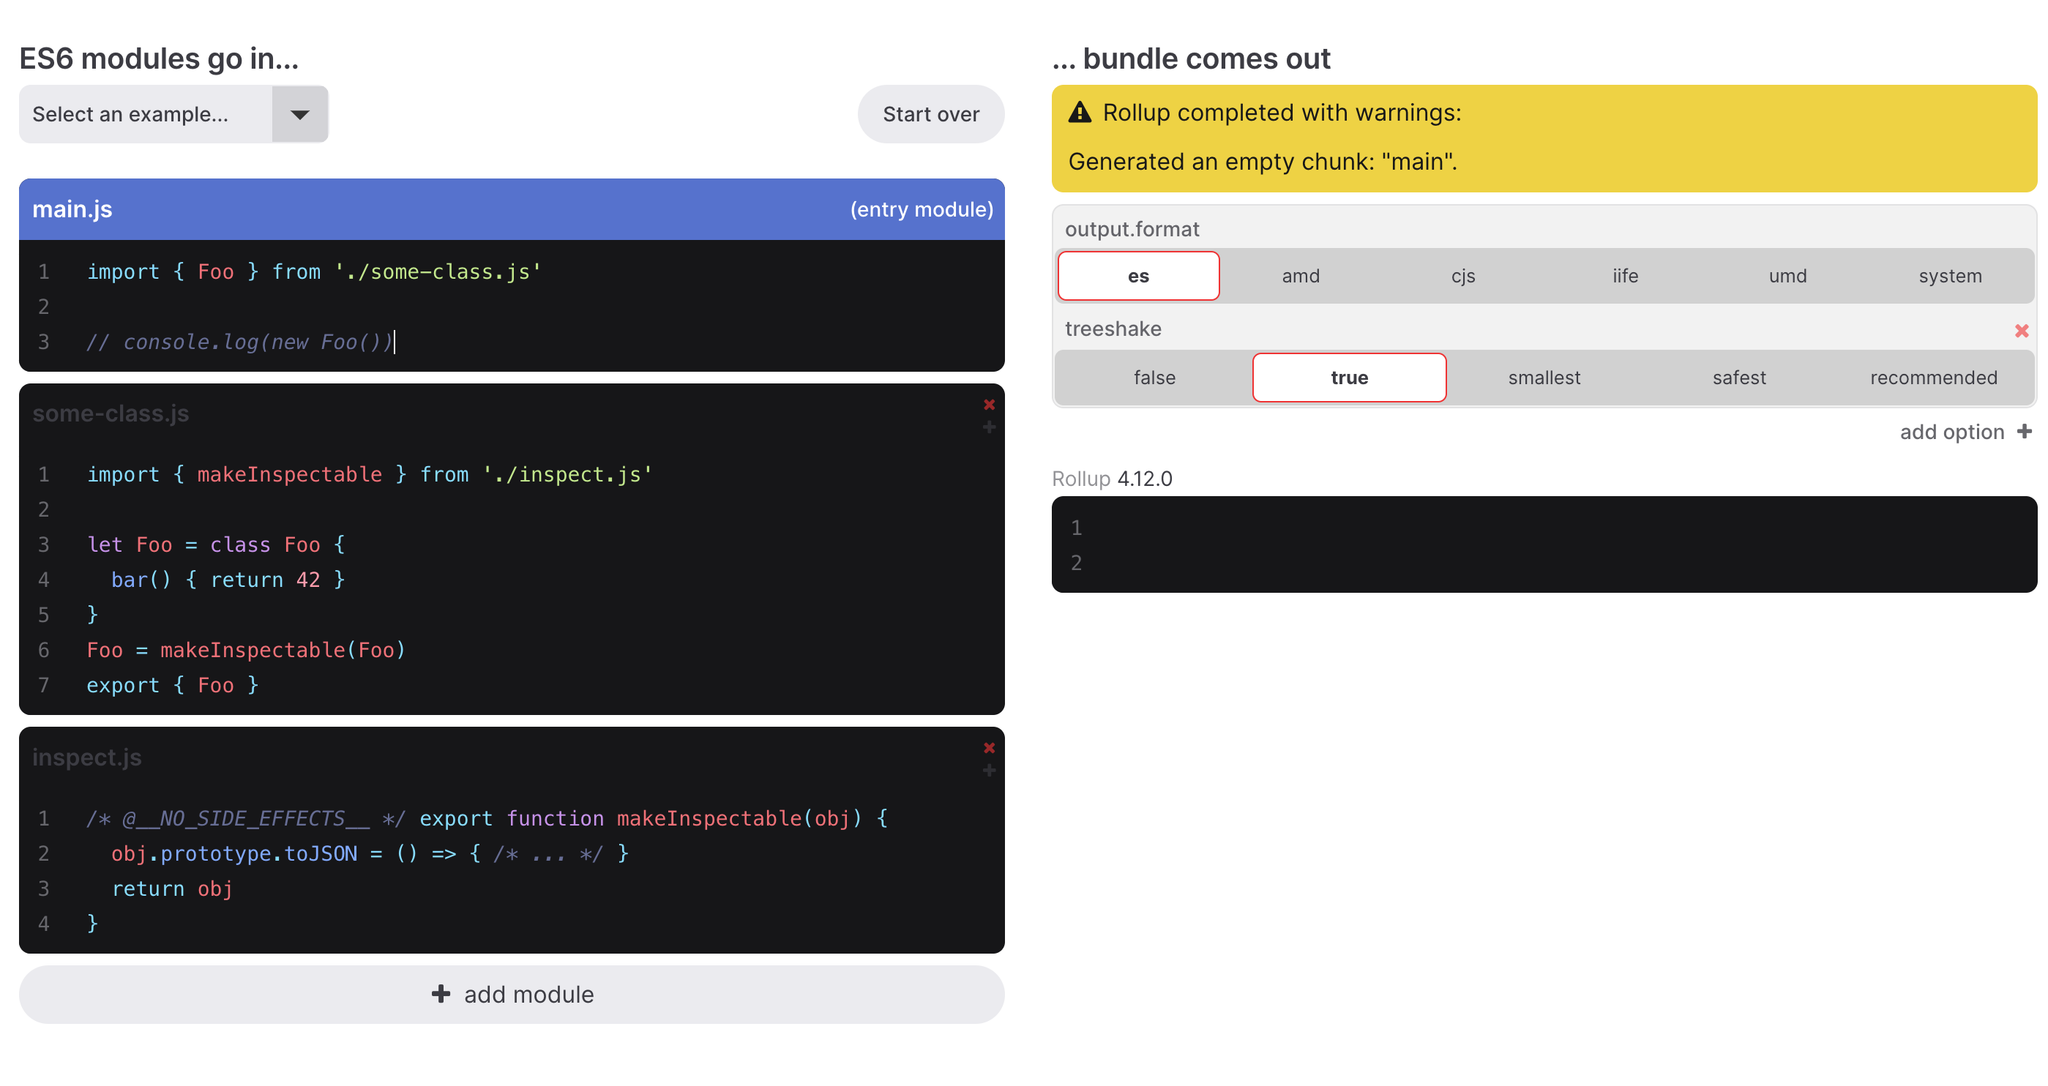 ES6 modules go in...
Select an example...
Start over
main.js (entry module)
1 import { Foo } from './some-class.js'
2
3 // console.log(new Foo())
some-class.js
1 import { makeInspectable } from './inspect.js'
2
3 let Foo = class Foo {
4   bar() { return 42 }
5 }
6 Foo = makeInspectable(Foo)
7 export { Foo }
inspect.js
1 /* @__NO_SIDE_EFFECTS__ */ export function makeInspectable(obj) {
2   obj.prototype.toJSON = () => { /* ... */ }
3   return obj
4 }
add module
... bundle comes out
Rollup completed with warnings:
Generated an empty chunk: "main".
output.format
es amd cjs iife umd system
treeshake
false true smallest safest recommended
add option
Rollup 4.12.0
1
2